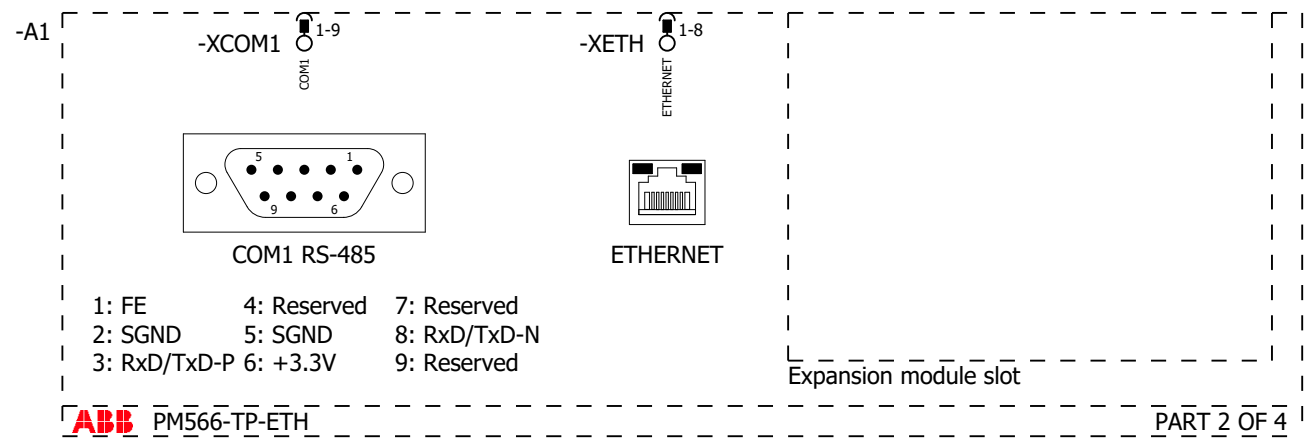 -A1
-XCOM1 1-9
COM1
-XETH 1-8
ETHERNET
5 1
9 6
COM1 RS-485
ETHERNET
1: FE 4: Reserved 7: Reserved
2: SGND 5: SGND 8: RxD/TxD-N
3: RxD/TxD-P 6: +3.3V 9: Reserved
Expansion module slot
ABB PM566-TP-ETH PART 2 OF 4